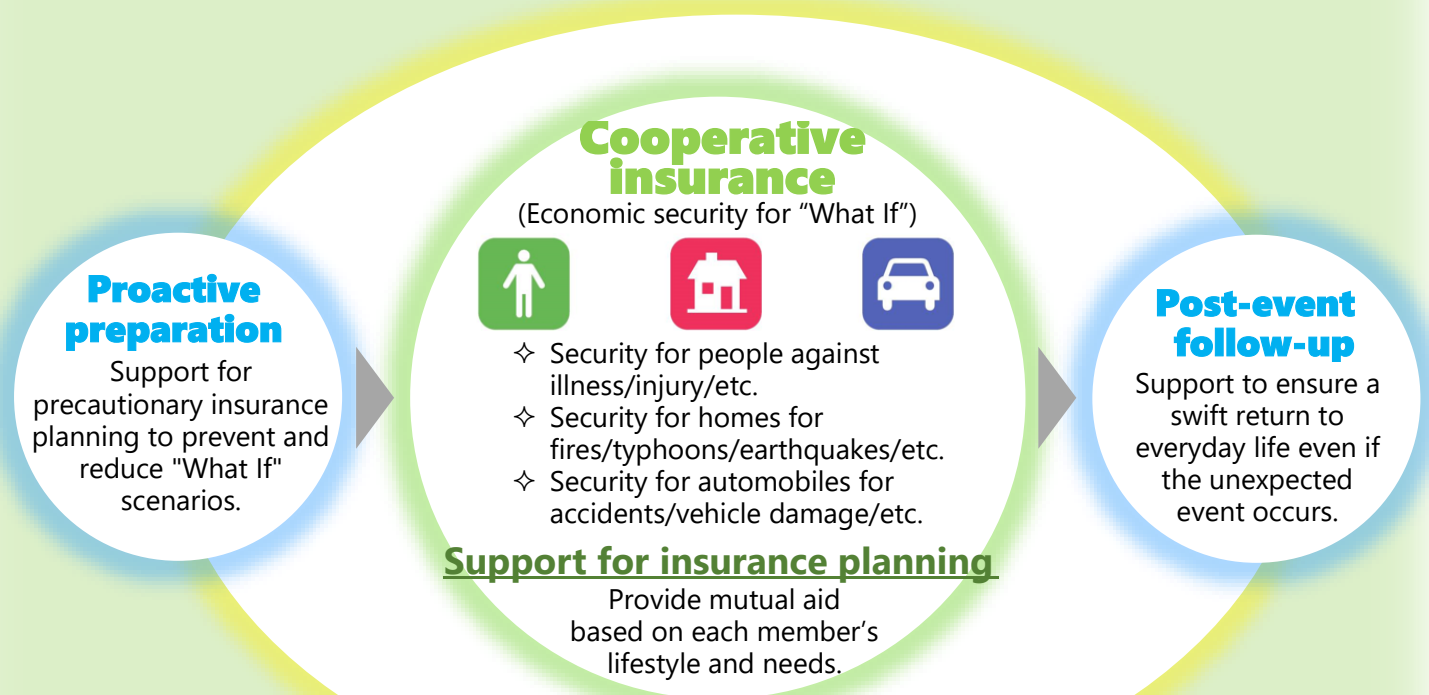 Proactive
preparation
Support for
precautionary insurance
planning to prevent and
reduce "What If"
scenarios.
Cooperative
insurance
(Economic security for “What If”)
✧ Security for people against
illness/injury/etc.
✧ Security for homes for
fires/typhoons/earthquakes/etc.
✧ Security for automobiles for
accidents/vehicle damage/etc.
Support for insurance planning
Provide mutual aid
based on each member’s
lifestyle and needs.
Post-event
follow-up
Support to ensure a
swift return to
everyday life even if
the unexpected
event occurs.